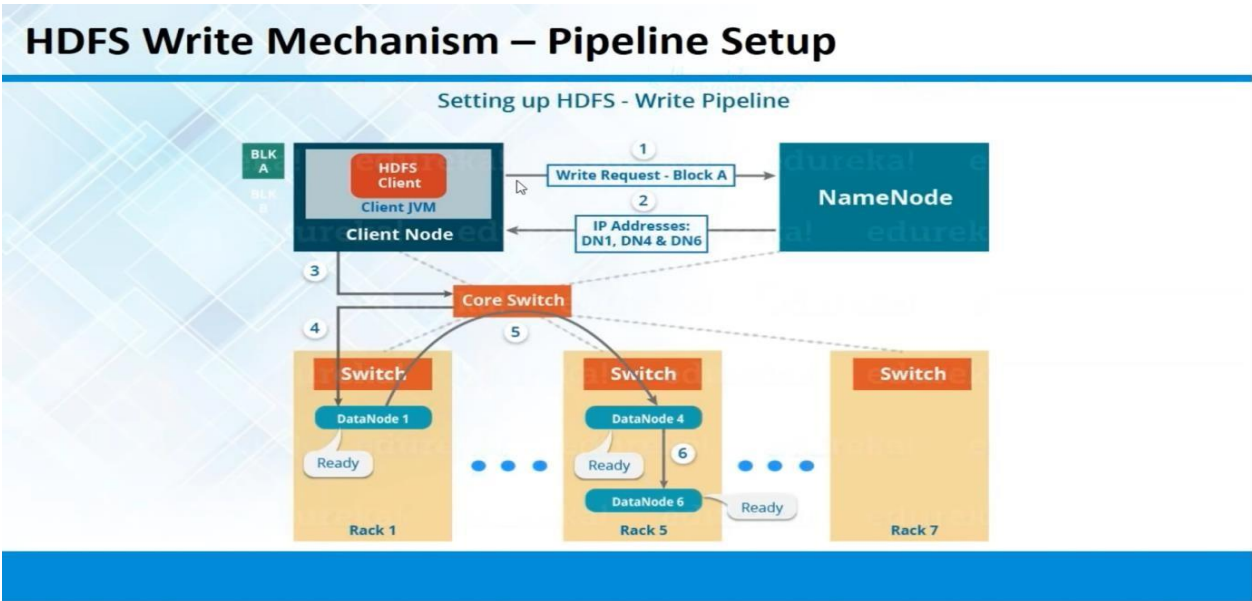 HDFS Write Mechanism – Pipeline Setup
Setting up HDFS - Write Pipeline
BLK
A
BLK
B
HDFS
Client
Client JVM
Client Node
1
Write Request - Block A
2
IP Addresses:
DN1, DN4 & DN6
NameNode
3
Core Switch
4
5
Switch
DataNode 1
Ready
Rack 1
Switch
DataNode 4
Ready
6
DataNode 6
Ready
Rack 5
Switch
Rack 7
edureka!